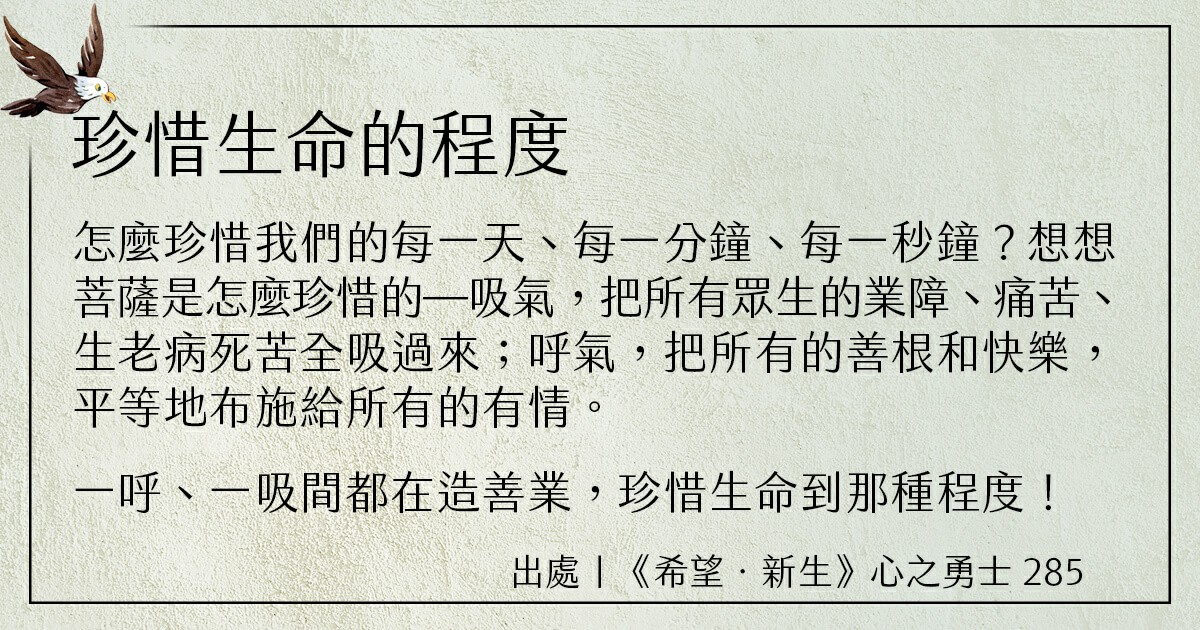 珍惜生命的程度
怎麼珍惜我們的每一天、每一分鐘、每一秒鐘？想想
菩薩是怎麼珍惜的—吸氣，把所有眾生的業障、痛苦、
生老病死苦全吸過來；呼氣，把所有的善根和快樂，
平等地布施給所有的有情。
一呼、一吸間都在造善業，珍惜生命到那種程度！
出處｜《希望．新生》心之勇士 285